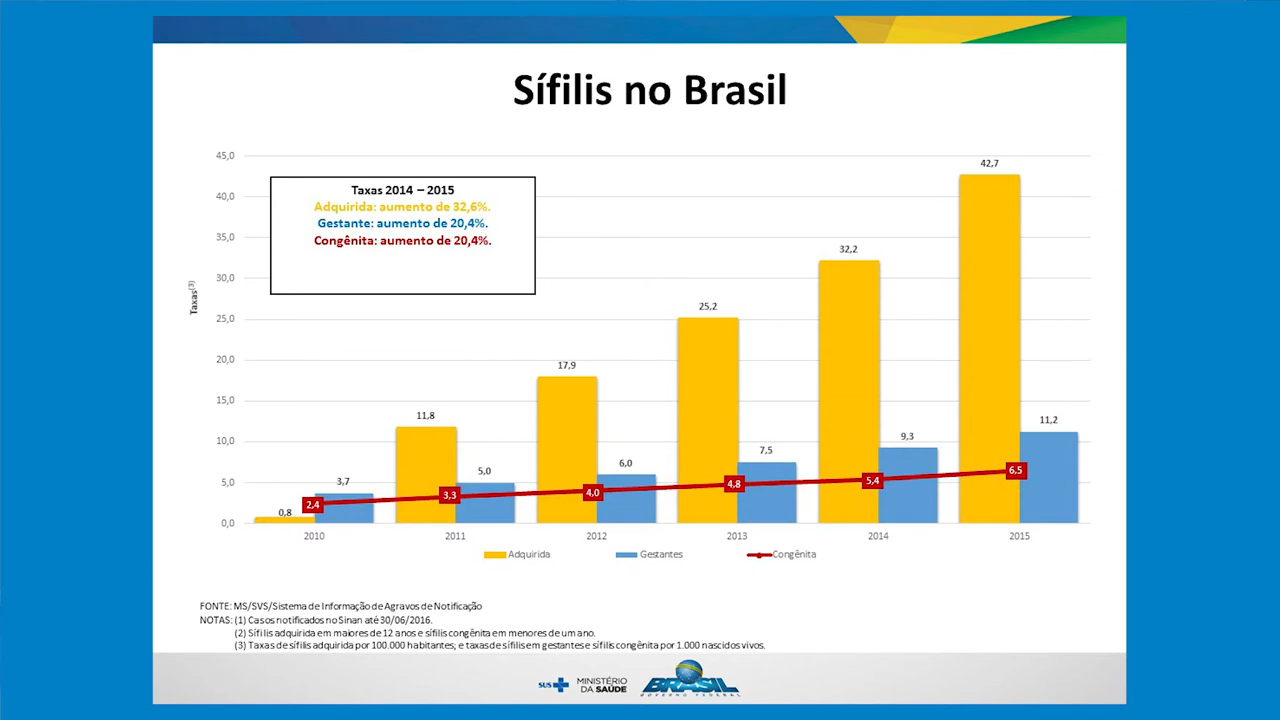 Sífilis no Brasil
45,0
40,0
35,0
30,0
25,0
20,0
15,0
10,0
5,0
0,0
Taxas(3)
Taxas 2014 – 2015
Adquirida: aumento de 32,6%.
Gestante: aumento de 20,4%.
Congênita: aumento de 20,4%.
0,8
3,7
2,4
11,8
5,0
3,3
17,9
6,0
4,0
25,2
7,5
4,8
32,2
9,3
5,4
42,7
11,2
6,5
2010 2011 2012 2013 2014 2015
Adquirida Gestantes Congênita
FONTE: MS/SVS/Sistema de Informação de Agravos de Notificação
NOTAS: (1) Casos notificados no Sinan até 30/06/2016.
(2) Sífilis adquirida em maiores de 12 anos e sífilis congênita em menores de um ano.
(3) Taxas de sífilis adquirida por 100.000 habitantes; e taxas de sífilis em gestantes e sífilis congênita por 1.000 nascidos vivos.
SUS
MINISTÉRIO
DA SAÚDE
BRASIL
GOVERNO FEDERAL